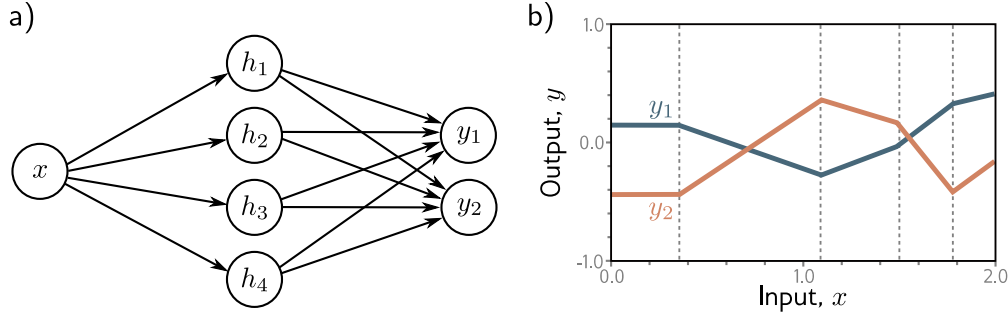 a)
x
h₁
h₂
h₃
h₄
y₁
y₂
b)
1.0
0.0
-1.0
Output, y
y₁
y₂
0.0
1.0
2.0
Input, x